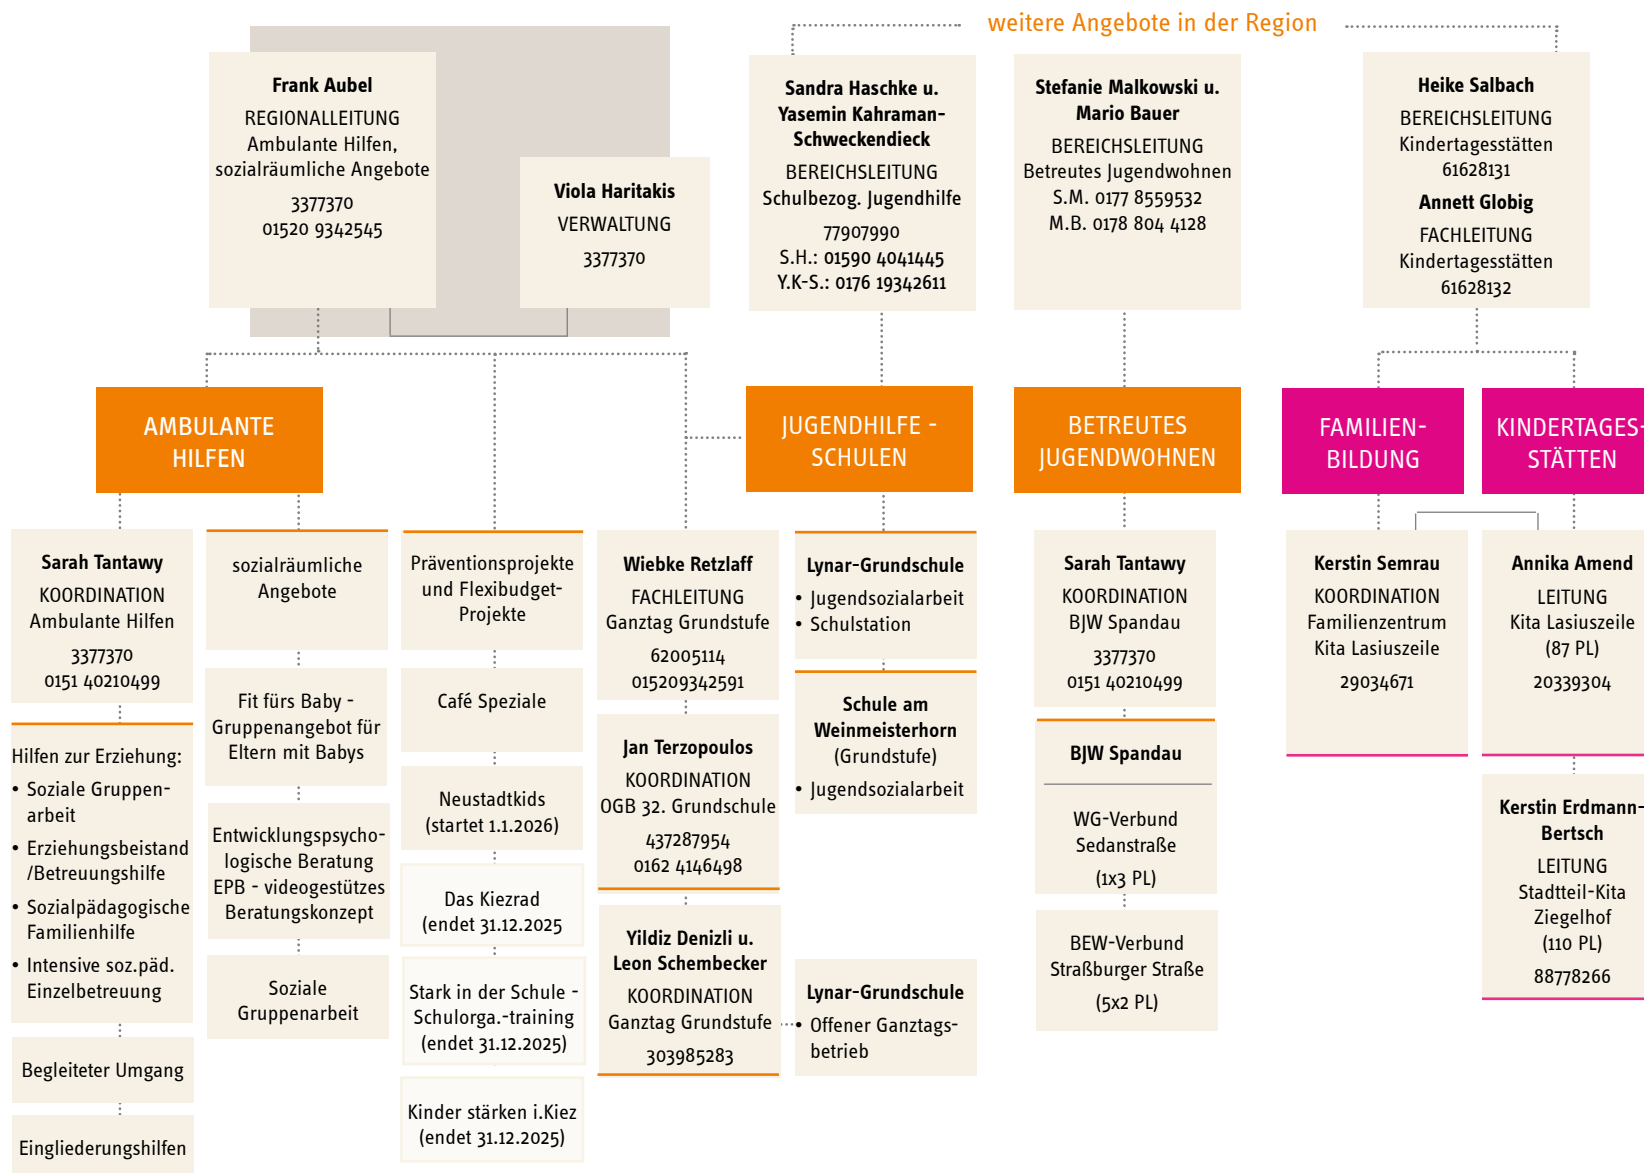 weitere Angebote in der Region
Frank Aubel
REGIONALLEITUNG
Ambulante Hilfen,
sozialräumliche Angebote
3377370
01520 9342545
Viola Haritakis
VERWALTUNG
3377370
Sandra Haschke u.
Yasemin Kahraman-
Schweckendieck
BEREICHSLEITUNG
Schulbezog. Jugendhilfe
77907990
S.H.: 01590 4041445
Y.K-S.: 0176 19342611
Stefanie Malkowski u.
Mario Bauer
BEREICHSLEITUNG
Betreutes Jugendwohnen
S.M. 0177 8559532
M.B. 0178 804 4128
Heike Salbach
BEREICHSLEITUNG
Kindertagesstätten
61628131
Annett Globig
FACHLEITUNG
Kindertagesstätten
61628132
AMBULANTE
HILFEN
JUGENDHILFE -
SCHULEN
BETREUTES
JUGENDWOHNEN
FAMILIEN-
BILDUNG
KINDERTAGES-
STÄTTEN
Sarah Tantawy
KOORDINATION
Ambulante Hilfen
3377370
0151 40210499
Hilfen zur Erziehung:
• Soziale Gruppen-
arbeit
• Erziehungsbeistand
/Betreuungshilfe
• Sozialpädagogische
Familienhilfe
• Intensive soz.päd.
Einzelbetreuung
Begleiteter Umgang
Eingliederungshilfen
sozialräumliche
Angebote
Fit fürs Baby -
Gruppenangebot für
Eltern mit Babys
Entwicklungspsycho-
logische Beratung
EPB - videogestützes
Beratungskonzept
Soziale
Gruppenarbeit
Präventionsprojekte
und Flexibudget-
Projekte
Café Speziale
Neustadtkids
(startet 1.1.2026)
Das Kiezrad
(endet 31.12.2025
Stark in der Schule -
Schulorga.-training
(endet 31.12.2025)
Kinder stärken i.Kiez
(endet 31.12.2025)
Wiebke Retzlaff
FACHLEITUNG
Ganztag Grundstufe
62005114
015209342591
Jan Terzopoulos
KOORDINATION
OGB 32. Grundschule
437287954
0162 4146498
Yildiz Denizli u.
Leon Schembecker
KOORDINATION
Ganztag Grundstufe
303985283
Lynar-Grundschule
• Jugendsozialarbeit
• Schulstation
Schule am
Weinmeisterhorn
(Grundstufe)
• Jugendsozialarbeit
Lynar-Grundschule
• Offener Ganztags-
betrieb
Sarah Tantawy
KOORDINATION
BJW Spandau
3377370
0151 40210499
BJW Spandau
WG-Verbund
Sedanstraße
(1x3 PL)
BEW-Verbund
Straßburger Straße
(5x2 PL)
Kerstin Semrau
KOORDINATION
Familienzentrum
Kita Lasiuszeile
29034671
Annika Amend
LEITUNG
Kita Lasiuszeile
(87 PL)
20339304
Kerstin Erdmann-
Bertsch
LEITUNG
Stadtteil-Kita
Ziegelhof
(110 PL)
88778266